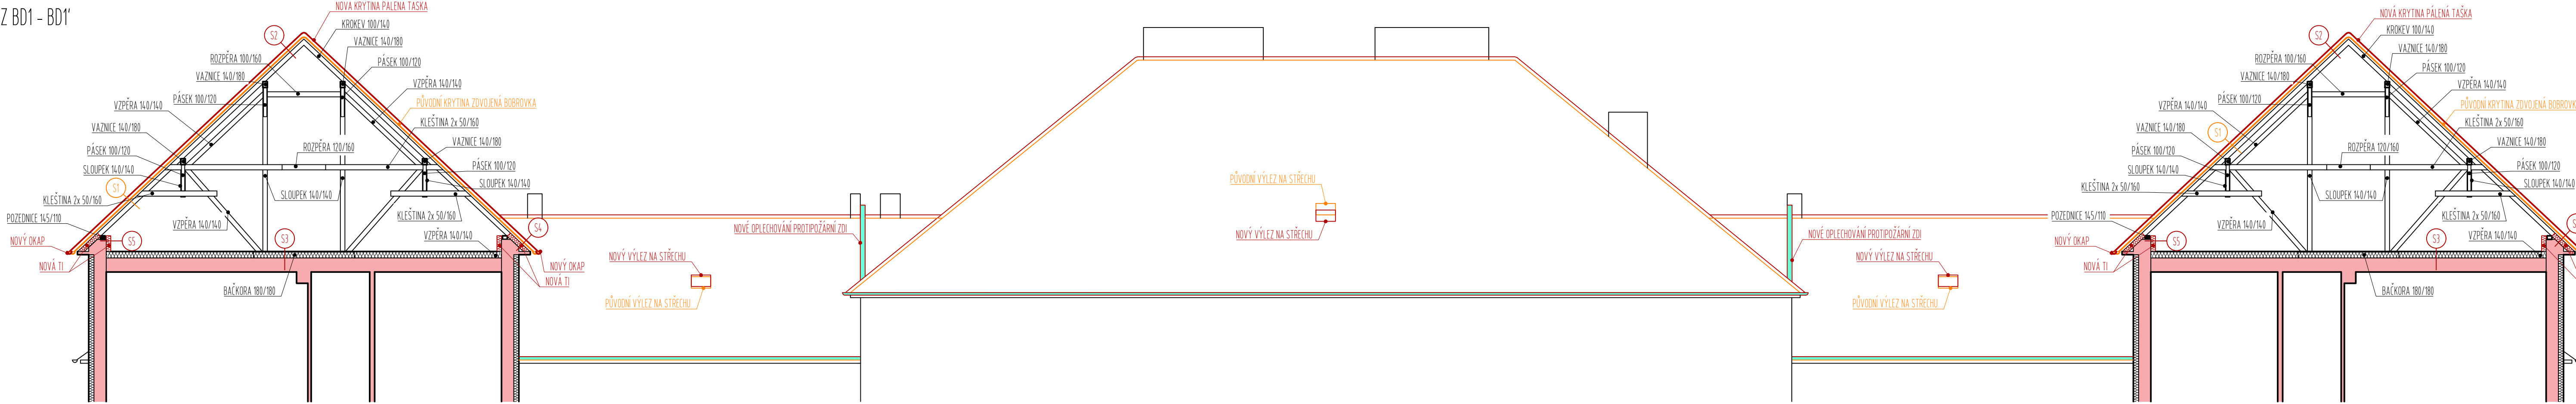 Z BD1 - BD1'
NOVÁ KRYTINA PÁLENÁ TAŠKA
S2
KROKEV 100/140
VAZNICE 140/180
ROZPĚRA 100/160
PÁSEK 100/120
VAZNICE 140/180
VZPĚRA 140/140
PÁSEK 100/120
VZPĚRA 140/140
PŮVODNÍ KRYTINA ZDVOJENÁ BOBROVKA
KLEŠTINA 2x 50/160
VAZNICE 140/180
VAZNICE 140/180
ROZPĚRA 120/160
PÁSEK 100/120
PÁSEK 100/120
SLOUPEK 140/140
SLOUPEK 140/140
S1
SLOUPEK 140/140
KLEŠTINA 2x 50/160
KLEŠTINA 2x 50/160
POZEDNICE 145/110
VZPĚRA 140/140
S4
VZPĚRA 140/140
NOVÝ OKAP
S5
S3
NOVÁ TI
NOVÝ OKAP
NOVÁ TI
BAČKORA 180/180
NOVÉ OPLECHOVÁNÍ PROTIPOŽÁRNÍ ZDI
NOVÝ VÝLEZ NA STŘECHU
PŮVODNÍ VÝLEZ NA STŘECHU
PŮVODNÍ VÝLEZ NA STŘECHU
NOVÝ VÝLEZ NA STŘECHU
NOVÉ OPLECHOVÁNÍ PROTIPOŽÁRNÍ ZDI
NOVÝ VÝLEZ NA STŘECHU
PŮVODNÍ VÝLEZ NA STŘECHU
NOVÁ KRYTINA PÁLENÁ TAŠKA
S2
KROKEV 100/140
VAZNICE 140/180
ROZPĚRA 100/160
PÁSEK 100/120
VAZNICE 140/180
VZPĚRA 140/140
PÁSEK 100/120
VZPĚRA 140/140
PŮVODNÍ KRYTINA ZDVOJENÁ BOBROVK
KLEŠTINA 2x 50/160
VAZNICE 140/180
S1
VAZNICE 140/180
ROZPĚRA 120/160
PÁSEK 100/120
PÁSEK 100/120
SLOUPEK 140/140
SLOUPEK 140/140
KLEŠTINA 2x 50/160
SLOUPEK 140/140
POZEDNICE 145/110
KLEŠTINA 2x 50/160
VZPĚRA 140/140
VZPĚRA 140/140
NOVÝ OKAP
S5
S3
NOVÁ TI
BAČKORA 180/180